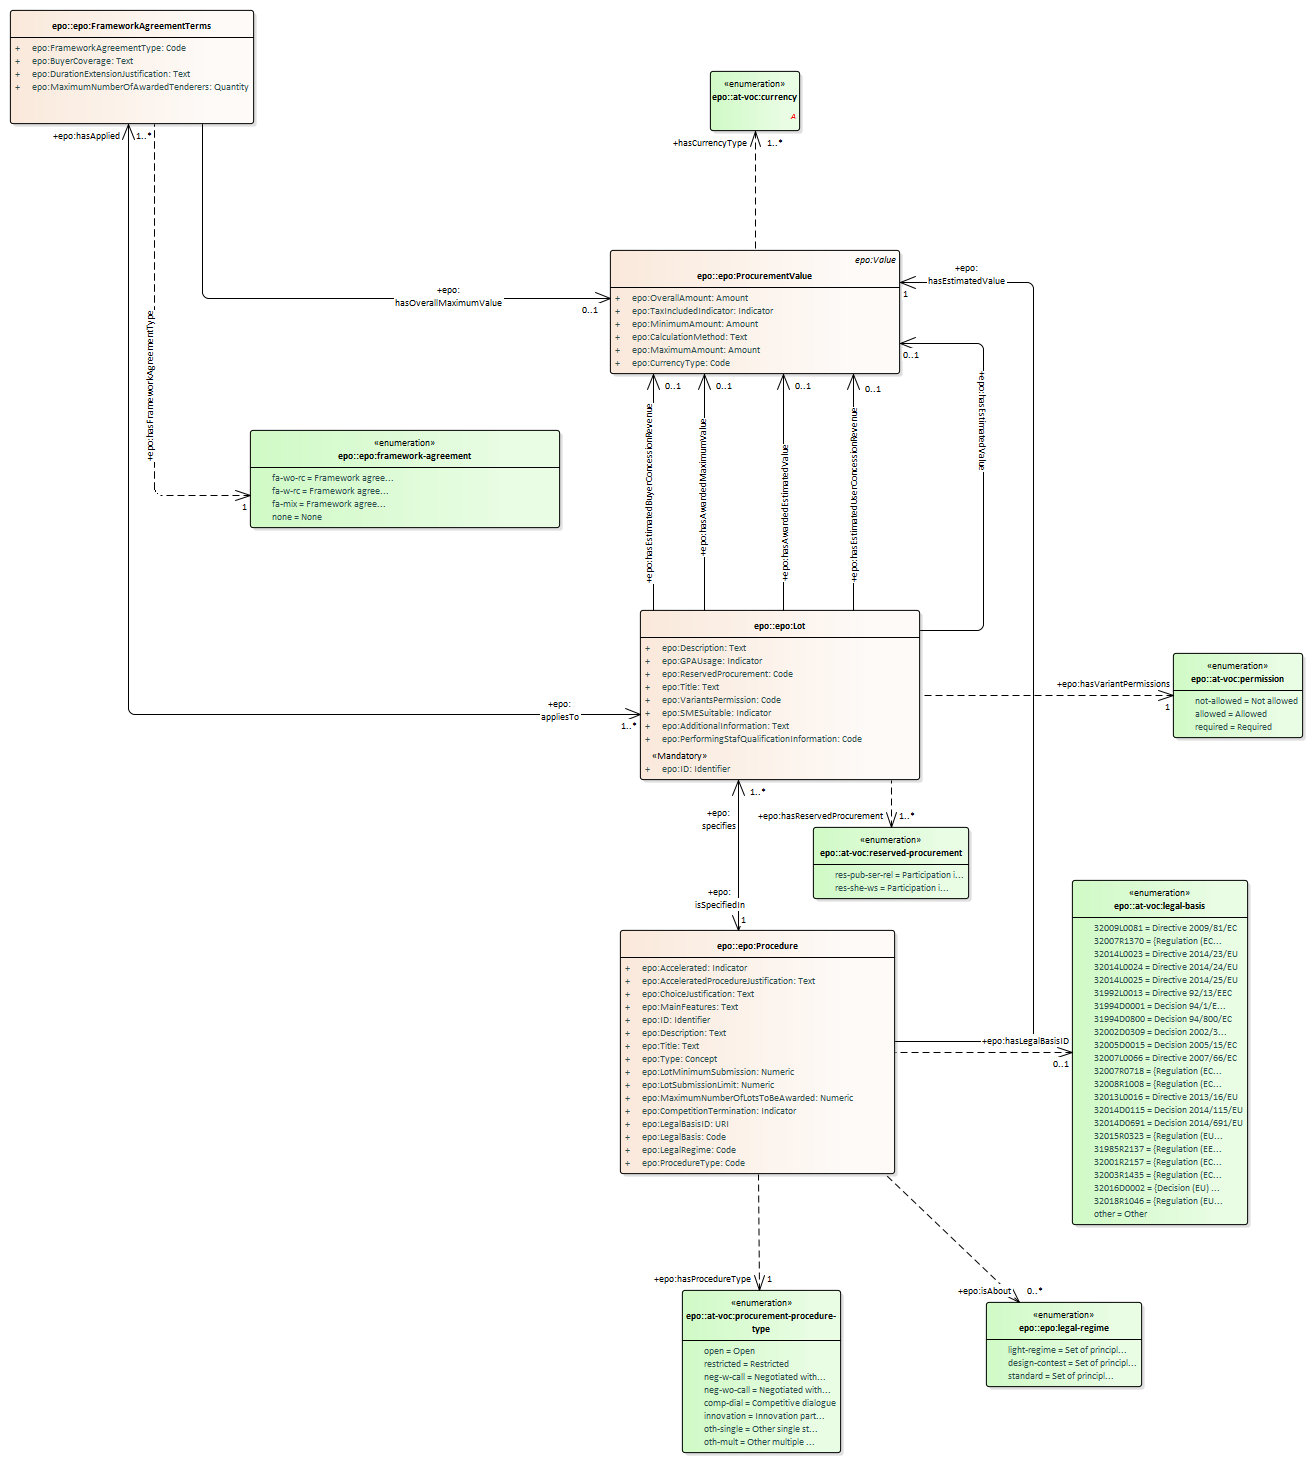 epo::epo:FrameworkAgreementTerms
+ epo:FrameworkAgreementType: Code
+ epo:BuyerCoverage: Text
+ epo:DurationExtensionJustification: Text
+ epo:MaximumNumberOfAwardedTenderers: Quantity
+epo:hasApplied
1..*
«enumeration»
epo::at-voc:currency
A
+hasCurrencyType
1..*
epo:Value
epo::epo:ProcurementValue
+ epo:OverallAmount: Amount
+ epo:TaxIncludedIndicator: Indicator
+ epo:MinimumAmount: Amount
+ epo:CalculationMethod: Text
+ epo:MaximumAmount: Amount
+ epo:CurrencyType: Code
+epo:
hasEstimatedValue
1
+epo:
hasOverallMaximumValue
0..1
0..1
+epo:hasEstimatedValue
+epo:hasFrameworkAgreementType
1
«enumeration»
epo::epo:framework-agreement
fa-wo-rc = Framework agree...
fa-w-rc = Framework agree...
fa-mix = Framework agree...
none = None
0..1
0..1
0..1
0..1
+epo:hasEstimatedBuyerConcessionRevenue
+epo:hasAwardedMaximumValue
+epo:hasAwardedEstimatedValue
+epo:hasEstimatedUserConcessionRevenue
epo::epo:Lot
+ epo:Description: Text
+ epo:GPAUsage: Indicator
+ epo:ReservedProcurement: Code
+ epo:Title: Text
+ epo:VariantsPermission: Code
+ epo:SMESuitable: Indicator
+ epo:AdditionalInformation: Text
+ epo:PerformingStafQualificationInformation: Code
«Mandatory»
+ epo:ID: Identifier
+epo:
appliesTo
1..*
+epo:hasVariantPermissions
1
«enumeration»
epo::at-voc:permission
not-allowed = Not allowed
allowed = Allowed
required = Required
1..*
+epo:
specifies
+epo:hasReservedProcurement
1..*
«enumeration»
epo::at-voc:reserved-procurement
res-pub-ser-rel = Participation i...
res-she-ws = Participation i...
+epo:
isSpecifiedIn
1
epo::epo:Procedure
+ epo:Accelerated: Indicator
+ epo:AcceleratedProcedureJustification: Text
+ epo:ChoiceJustification: Text
+ epo:MainFeatures: Text
+ epo:ID: Identifier
+ epo:Description: Text
+ epo:Title: Text
+ epo:Type: Concept
+ epo:LotMinimumSubmission: Numeric
+ epo:LotSubmissionLimit: Numeric
+ epo:MaximumNumberOfLotsToBeAwarded: Numeric
+ epo:CompetitionTermination: Indicator
+ epo:LegalBasisID: URI
+ epo:LegalBasis: Code
+ epo:LegalRegime: Code
+ epo:ProcedureType: Code
+epo:hasLegalBasisID
0..1
«enumeration»
epo::at-voc:legal-basis
32009L0081 = Directive 2009/81/EC
32007R1370 = {Regulation (EC...
32014L0023 = Directive 2014/23/EU
32014L0024 = Directive 2014/24/EU
32014L0025 = Directive 2014/25/EU
31992L0013 = Directive 92/13/EEC
31994D0001 = Decision 94/1/E...
31994D0800 = Decision 94/800/EC
32002D0309 = Decision 2002/3...
32005D0015 = Decision 2005/15/EC
32007L0066 = Directive 2007/66/EC
32007R0718 = {Regulation (EC...
32008R1008 = {Regulation (EC...
32013L0016 = Directive 2013/16/EU
32014D0115 = Decision 2014/115/EU
32014D0691 = Decision 2014/691/EU
32015R0323 = {Regulation (EU...
31985R2137 = {Regulation (EE...
32001R2157 = {Regulation (EC...
32003R1435 = {Regulation (EC...
32016D0002 = {Decision (EU) ...
32018R1046 = {Regulation (EU...
other = Other
+epo:hasProcedureType
1
«enumeration»
epo::at-voc:procurement-procedure-
type
open = Open
restricted = Restricted
neg-w-call = Negotiated with...
neg-wo-call = Negotiated with...
comp-dial = Competitive dialogue
innovation = Innovation part...
oth-single = Other single st...
oth-mult = Other multiple ...
+epo:isAbout
0..*
«enumeration»
epo::epo:legal-regime
light-regime = Set of principl...
design-contest = Set of principl...
standard = Set of principl...